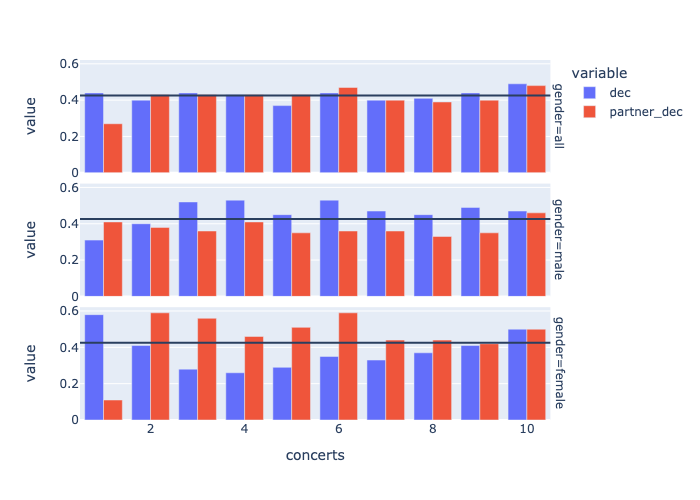 variable
dec
partner_dec
0.6
0.4
0.2
0
value
gender=all
0.6
0.4
0.2
0
value
gender=male
0.6
0.4
0.2
0
value
gender=female
2
4
6
8
10
concerts